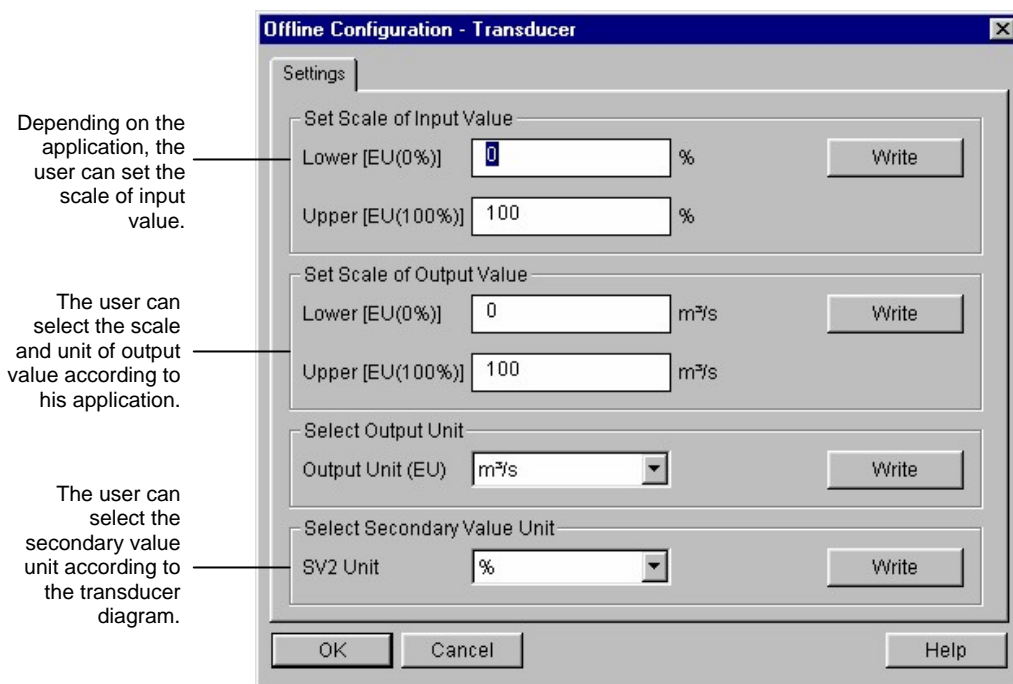 Offline Configuration - Transducer
Settings
Depending on the
application, the
user can set the
scale of input
value.
Set Scale of Input Value
Lower [EU(0%)] 0 % Write
Upper [EU(100%)] 100 %
The user can
select the scale
and unit of output
value according to
his application.
Set Scale of Output Value
Lower [EU(0%)] 0 m³/s Write
Upper [EU(100%)] 100 m³/s
Select Output Unit
Output Unit (EU) m³/s Write
The user can
select the
secondary value
unit according to
the transducer
diagram.
Select Secondary Value Unit
SV2 Unit % Write
OK Cancel Help